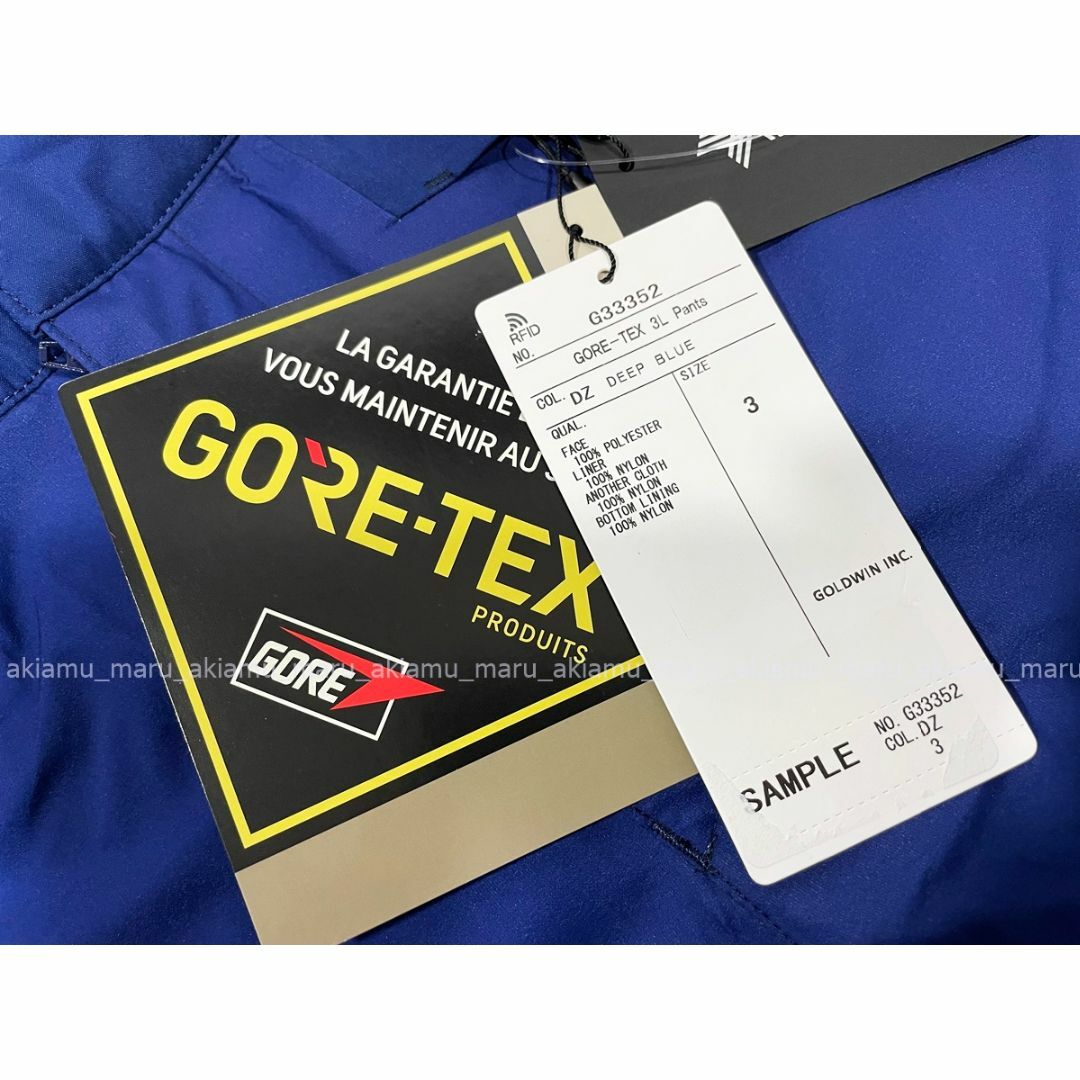 LA GARANTIE
VOUS MAINTENIR AU
GORE-TEX
PRODUITS
GORE
RFID
NO. G33352
GORE-TEX 3L Pants
COL. DZ DEEP BLUE
QUAL.
SIZE
3
FACE
100% POLYESTER
LINER
100% NYLON
ANOTHER CLOTH
100% NYLON
BOTTOM LINING
100% NYLON
GOLDWIN INC.
SAMPLE
NO. G33352
COL.DZ
3
akiamu_maru_akiamu_maru_akiamu_maru_akiamu_maru_akiamu_maru_